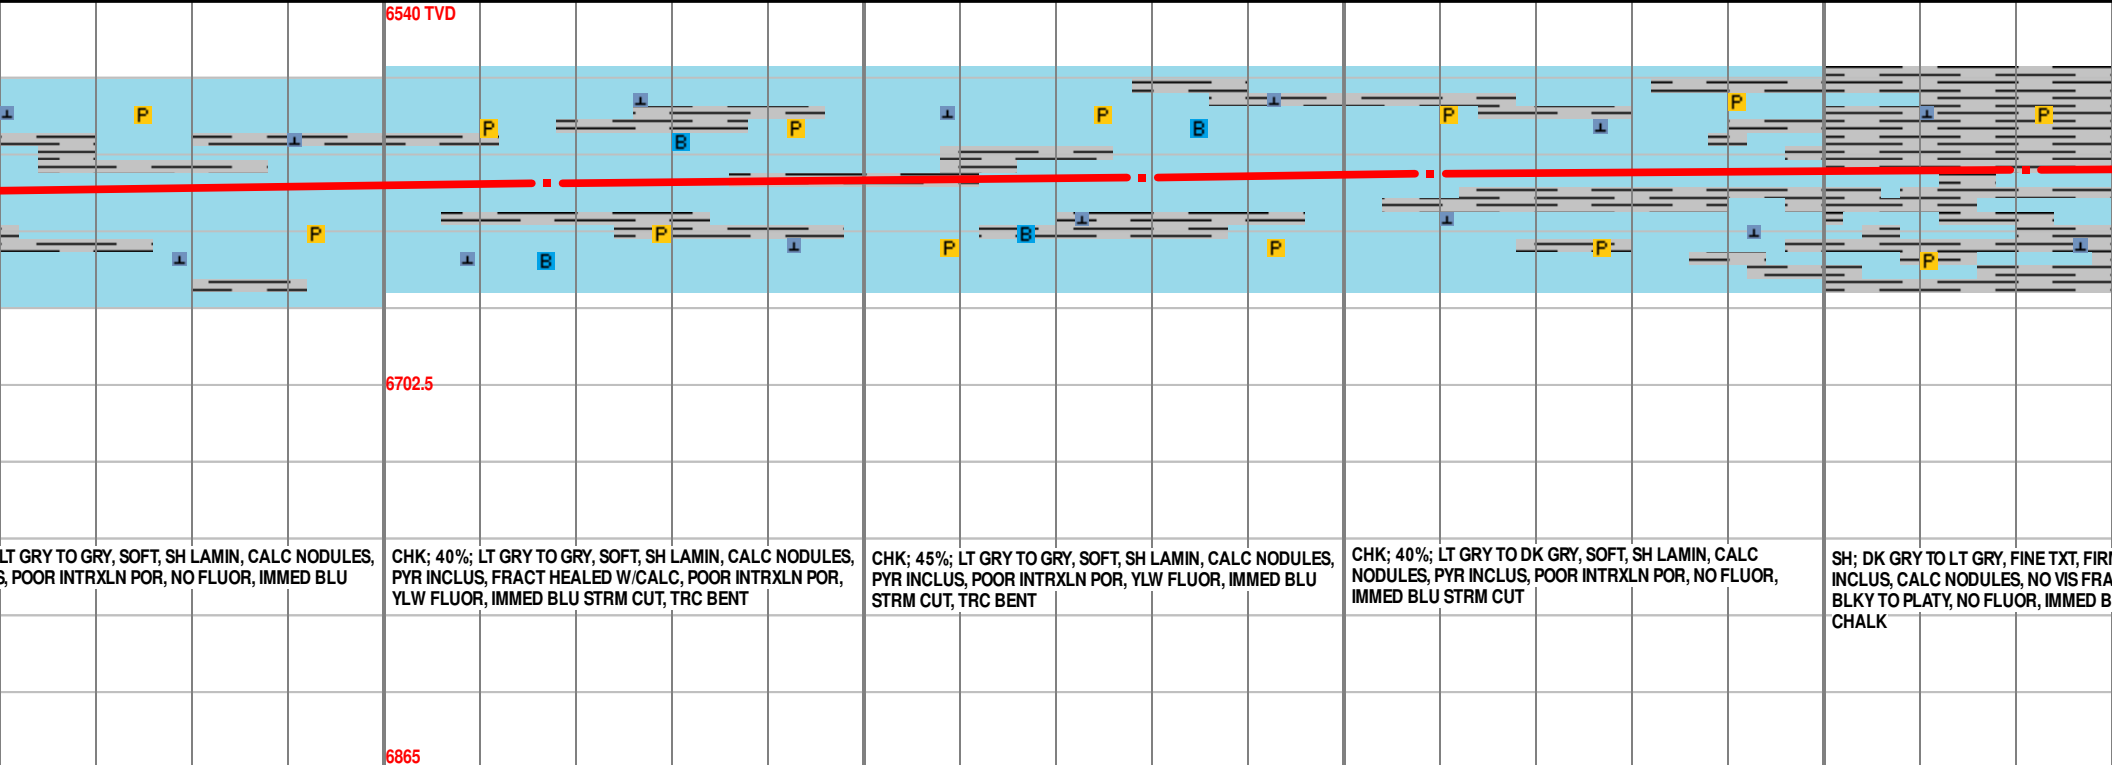 6540 TVD
P
P
P
P
P
P
P
B
B
P
P
P
P
B
P
B
P
P
B
6702.5
LT GRY TO GRY, SOFT, SH LAMIN, CALC NODULES,
POOR INTRXLN POR, NO FLUOR, IMMED BLU
CHK; 40%; LT GRY TO GRY, SOFT, SH LAMIN, CALC NODULES,
PYR INCLUS, FRACT HEALED W/CALC, POOR INTRXLN POR,
YLW FLUOR, IMMED BLU STRM CUT, TRC BENT
CHK; 45%; LT GRY TO GRY, SOFT, SH LAMIN, CALC NODULES,
PYR INCLUS, POOR INTRXLN POR, YLW FLUOR, IMMED BLU
STRM CUT, TRC BENT
CHK; 40%; LT GRY TO DK GRY, SOFT, SH LAMIN, CALC
NODULES, PYR INCLUS, POOR INTRXLN POR, NO FLUOR,
IMMED BLU STRM CUT
SH; DK GRY TO LT GRY, FINE TXT,
INCLUS, CALC NODULES, NO VIS
BLKY TO PLATY, NO FLUOR, IMMED
CHALK
6865